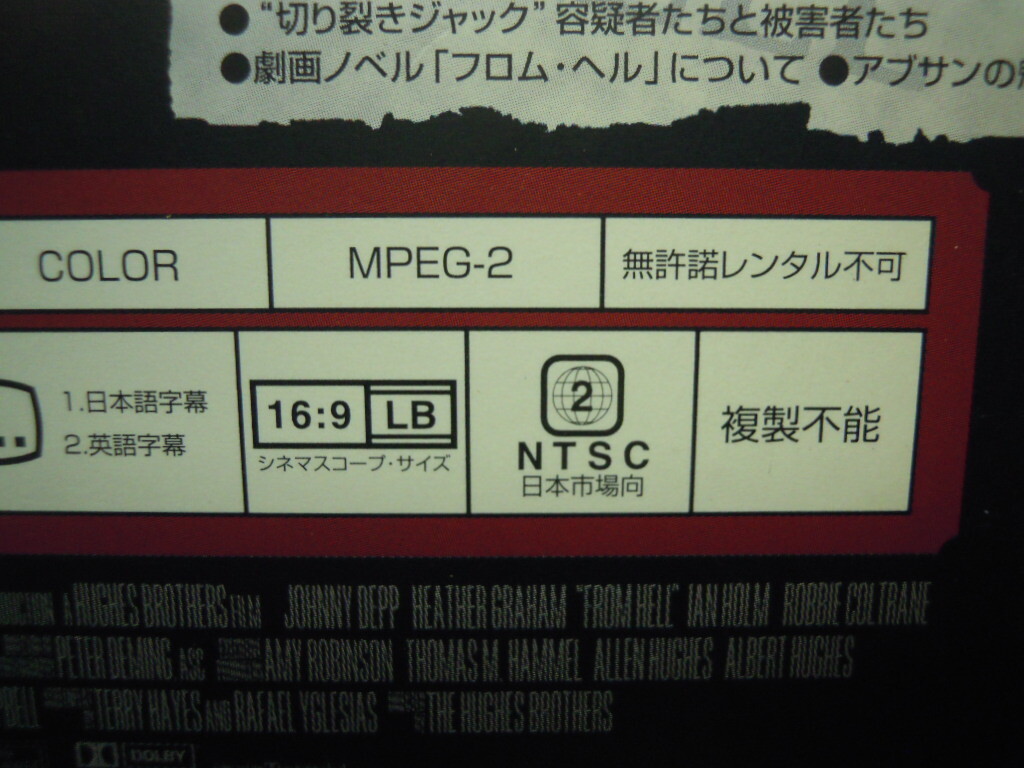 ●“切り裂きジャック”容疑者たちと被害者たち
●劇画ノベル「フロム・ヘル」について ●アブサンの
COLOR MPEG-2 無許諾レンタル不可
1.日本語字幕
2.英語字幕
16:9 LB
シネマスコープ・サイズ
2
NTSC
日本市場向
複製不能
A HUGHES BROTHERS FILM JOHNNY DEPP HEATHER GRAHAM "FROM HELL" IAN HOLM ROBBIE COLTRANE
PETER DEMING ASC AMY ROBINSON THOMAS M. HAMMEL ALLEN HUGHES ALBERT HUGHES
TERRY HAYES AND RAFAEL YGLESIAS THE HUGHES BROTHERS
DOLBY